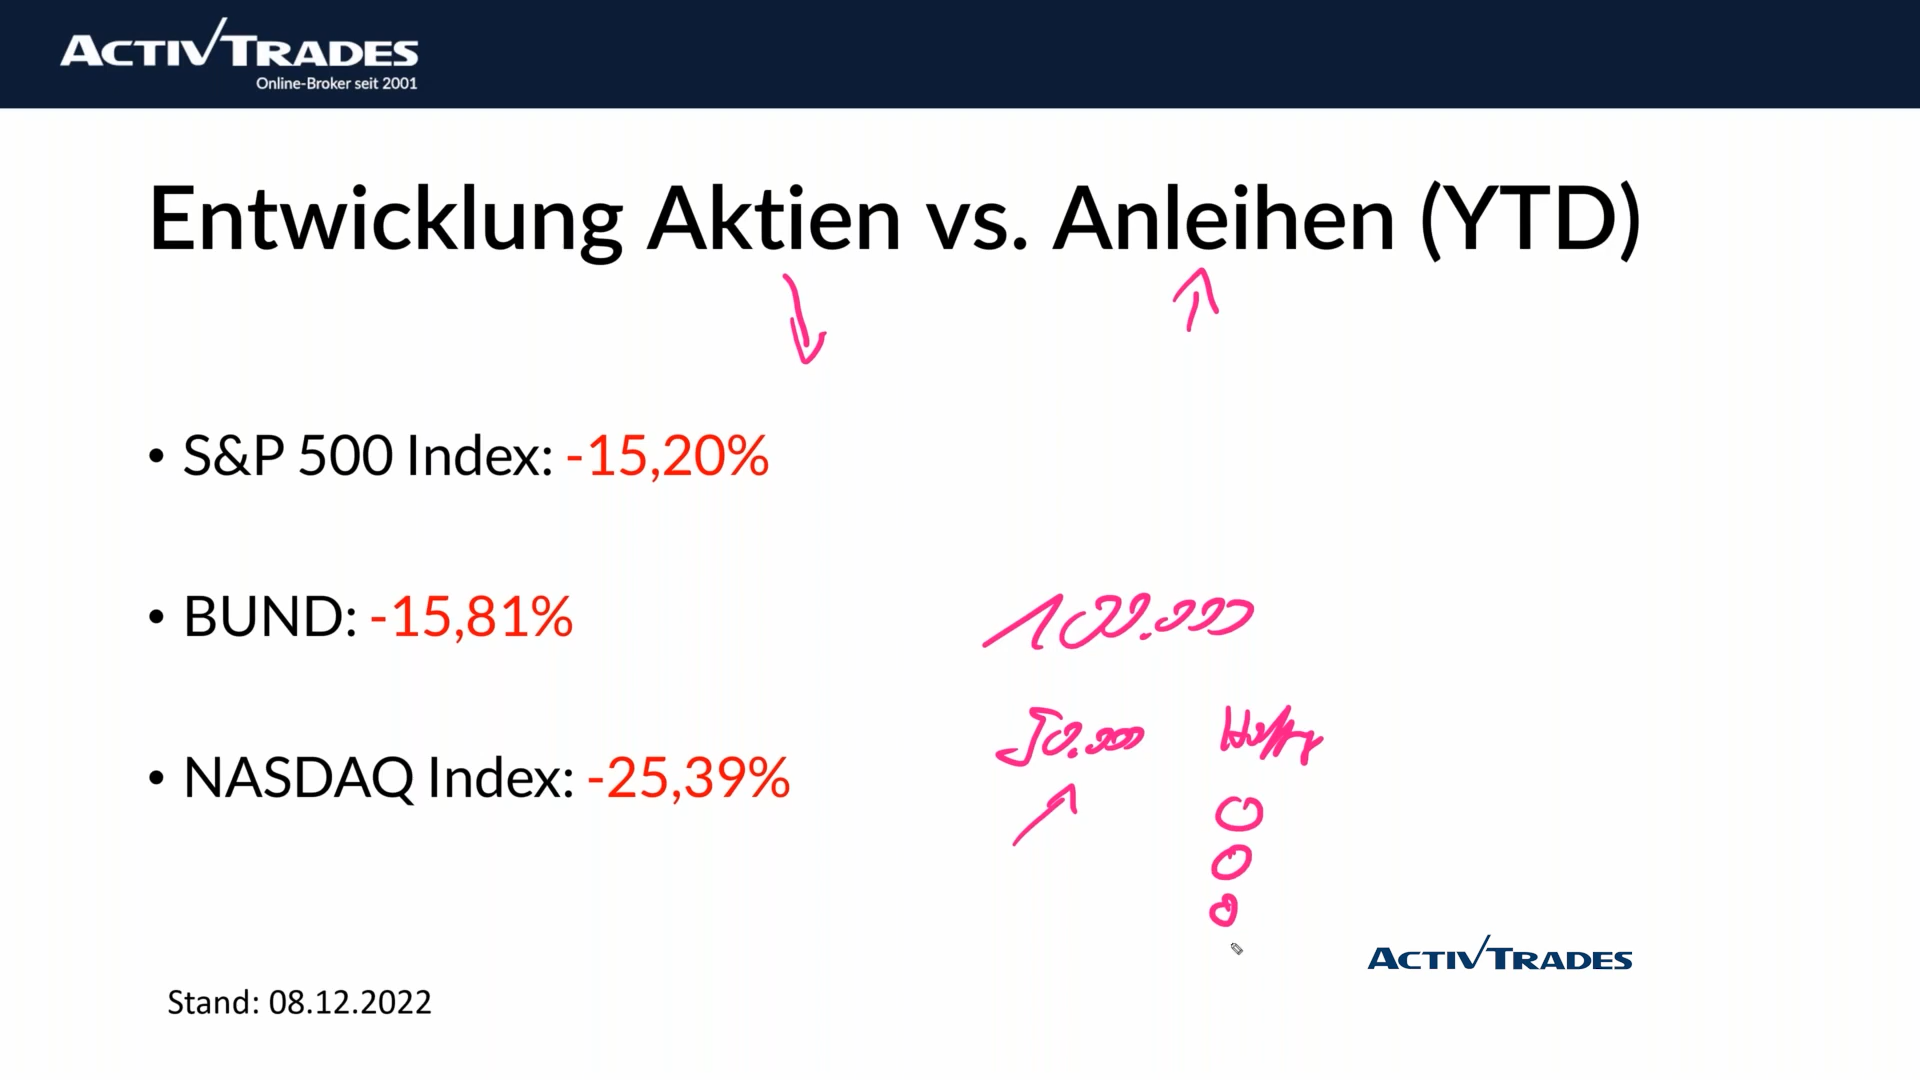 ACTIVTRADES
Online-Broker seit 2001
Entwicklung Aktien vs. Anleihen (YTD)
• S&P 500 Index: -15,20%
• BUND: -15,81%
100.000
50.000
• NASDAQ Index: -25,39%
ACTIVTRADES
Stand: 08.12.2022